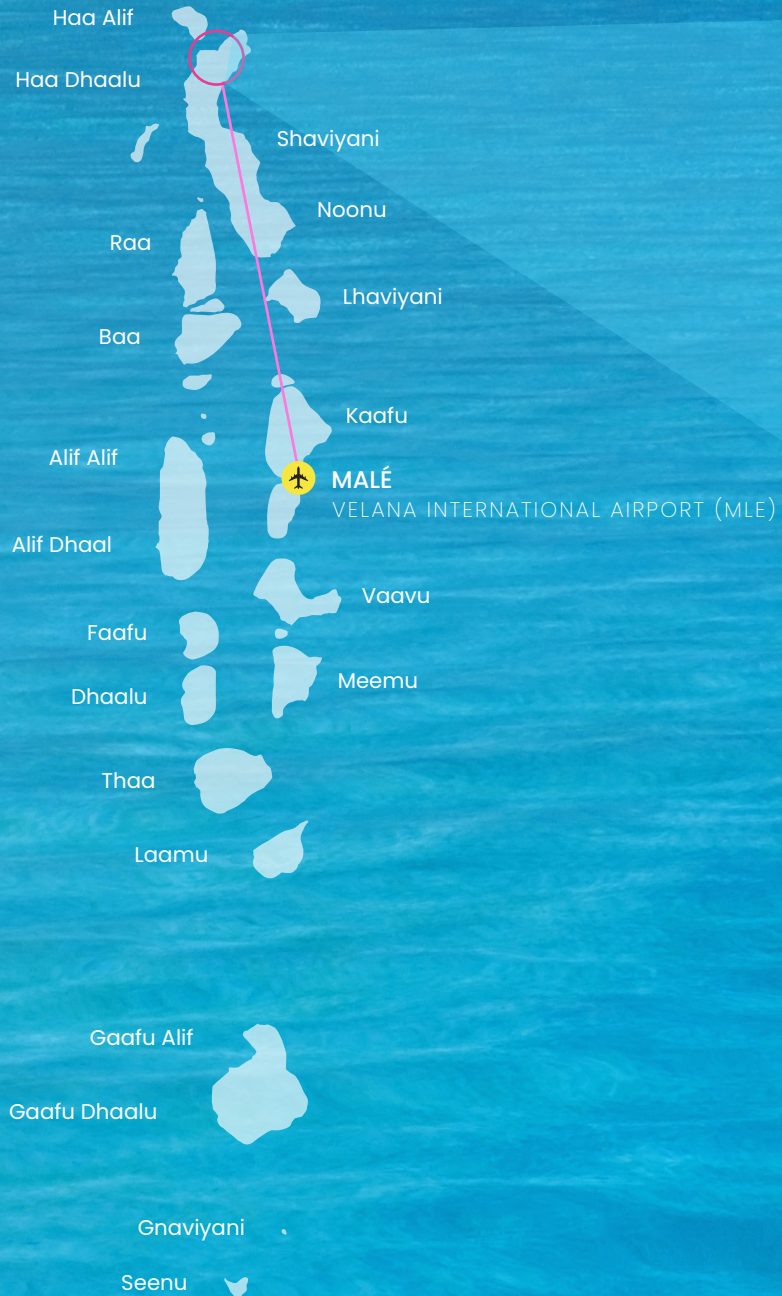 Haa Alif
Haa Dhaalu
Shaviyani
Noonu
Raa
Lhaviyani
Baa
Kaafu
Alif Alif
MALÉ
VELANA INTERNATIONAL AIRPORT (MLE)
Alif Dhaal
Vaavu
Faafu
Meemu
Dhaalu
Thaa
Laamu
Gaafu Alif
Gaafu Dhaalu
Gnaviyani
Seenu